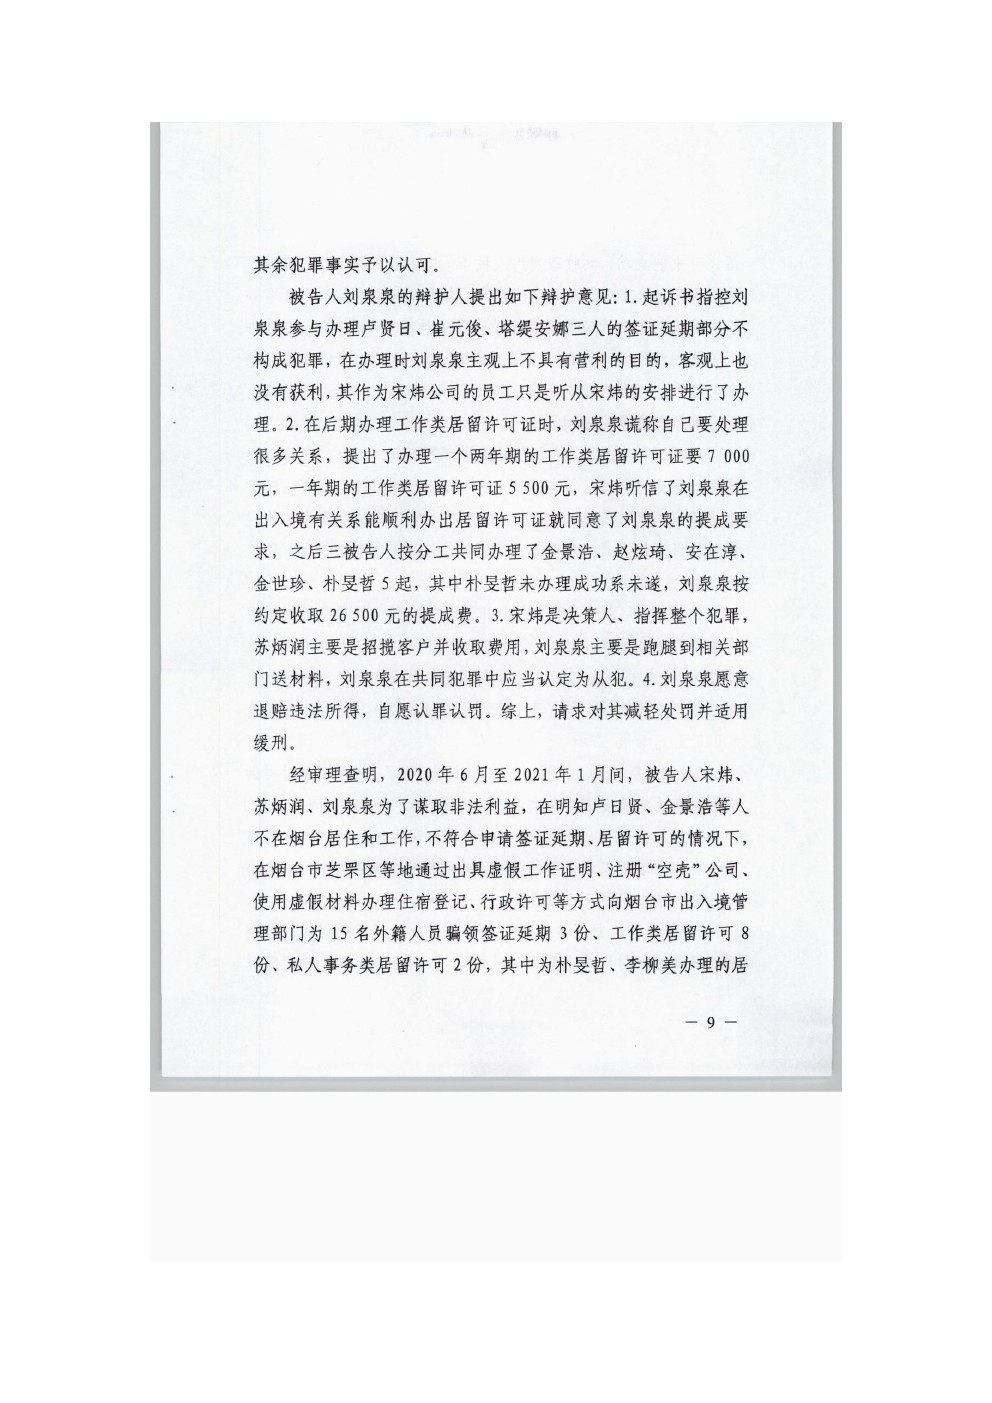 其余犯罪事实予以认可。
被告人刘泉泉的辩护人提出如下辩护意见：1.起诉书指控刘
泉泉参与办理卢贤日、崔元俊、塔缇安娜三人的签证延期部分不
构成犯罪，在办理时刘泉泉主观上不具有营利的目的，客观上也
没有获利，其作为宋炜公司的员工只是听从宋炜的安排进行了办
理。2.在后期办理工作类居留许可证时，刘泉泉谎称自己要处理
很多关系，提出了办理一个两年期的工作类居留许可证要 7 000
元，一年期的工作类居留许可证 5 500 元，宋炜听信了刘泉泉在
出入境有关系能顺利办出居留许可证就同意了刘泉泉的提成要
求，之后三被告人按分工共同办理了金景浩、赵炫琦、安在淳、
金世珍、朴旻哲 5 起，其中朴旻哲未办理成功系未遂，刘泉泉按
约定收取 26 500 元的提成费。3.宋炜是决策人、指挥整个犯罪，
苏炳润主要是招揽客户并收取费用，刘泉泉主要是跑腿到相关部
门送材料，刘泉泉在共同犯罪中应当认定为从犯。4.刘泉泉愿意
退赔违法所得，自愿认罪认罚。综上，请求对其减轻处罚并适用
缓刑。
经审理查明，2020 年 6 月至 2021 年 1 月间，被告人宋炜、
苏炳润、刘泉泉为了谋取非法利益，在明知卢日贤、金景浩等人
不在烟台居住和工作，不符合申请签证延期、居留许可的情况下，
在烟台市芝罘区等地通过出具虚假工作证明、注册“空壳”公司、
使用虚假材料办理住宿登记、行政许可等方式向烟台市出入境管
理部门为 15 名外籍人员骗领签证延期 3 份、工作类居留许可 8
份、私人事务类居留许可 2 份，其中为朴旻哲、李柳美办理的居
— 9 —